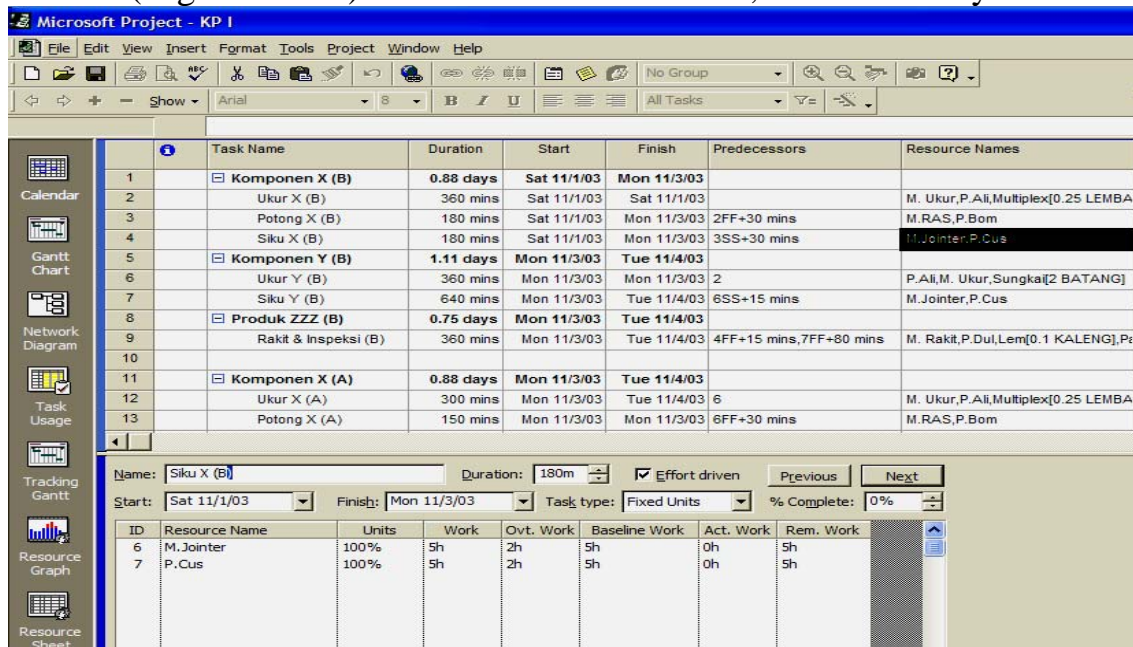 Microsoft Project - KP I
File Edit View Insert Format Tools Project Window Help
No Group
Show Arial 8 B I U All Tasks
Task Name Duration Start Finish Predecessors Resource Names
1 Komponen X (B) 0.88 days Sat 11/1/03 Mon 11/3/03
2 Ukur X (B) 360 mins Sat 11/1/03 Sat 11/1/03 M. Ukur,P.Ali,Multiplex[0.25 LEMBA
3 Potong X (B) 180 mins Sat 11/1/03 Mon 11/3/03 2FF+30 mins M.RAS,P.Bom
4 Siku X (B) 180 mins Sat 11/1/03 Mon 11/3/03 3SS+30 mins M.Jointer,P.Cus
5 Komponen Y (B) 1.11 days Mon 11/3/03 Tue 11/4/03
6 Ukur Y (B) 360 mins Mon 11/3/03 Mon 11/3/03 2 P.Ali,M. Ukur,Sungkai[2 BATANG]
7 Siku Y (B) 640 mins Mon 11/3/03 Tue 11/4/03 6SS+15 mins M.Jointer,P.Cus
8 Produk ZZZ (B) 0.75 days Mon 11/3/03 Tue 11/4/03
9 Rakit & Inspeksi (B) 360 mins Mon 11/3/03 Tue 11/4/03 4FF+15 mins,7FF+80 mins M. Rakit,P.Dul,Lem[0.1 KALENG],Pa
10
11 Komponen X (A) 0.88 days Mon 11/3/03 Tue 11/4/03
12 Ukur X (A) 300 mins Mon 11/3/03 Tue 11/4/03 6 M. Ukur,P.Ali,Multiplex[0.25 LEMBA
13 Potong X (A) 150 mins Mon 11/3/03 Mon 11/3/03 6FF+30 mins M.RAS,P.Bom
Calendar
Gantt
Chart
Network
Diagram
Task
Usage
Tracking
Gantt
Resource
Graph
Resource
Sheet
Name: Siku X (B) Duration: 180m Effort driven Previous Next
Start: Sat 11/1/03 Finish: Mon 11/3/03 Task type: Fixed Units % Complete: 0%
ID Resource Name Units Work Ovt. Work Baseline Work Act. Work Rem. Work
6 M.Jointer 100% 5h 2h 5h 0h 5h
7 P.Cus 100% 5h 2h 5h 0h 5h